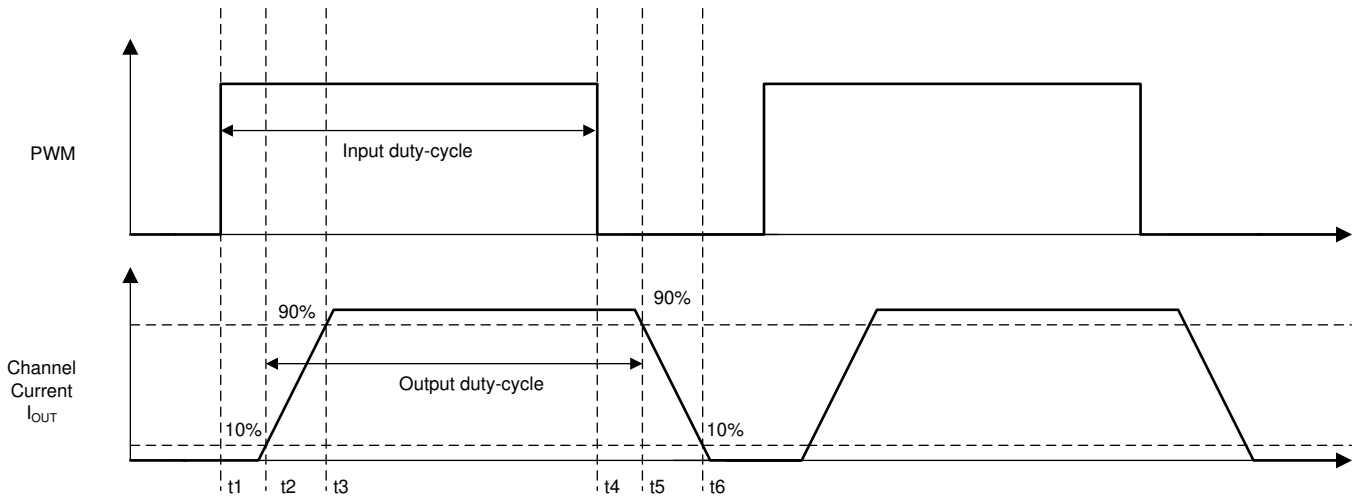 PWM
Input duty-cycle
90%
90%
Channel
Current
IOUT
Output duty-cycle
10%
10%
t1
t2
t3
t4
t5
t6